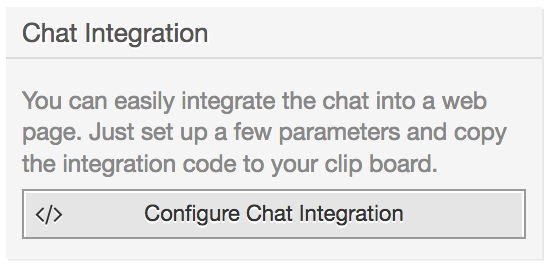 Chat Integration
You can easily integrate the chat into a web
page. Just set up a few parameters and copy
the integration code to your clip board.
</> Configure Chat Integration